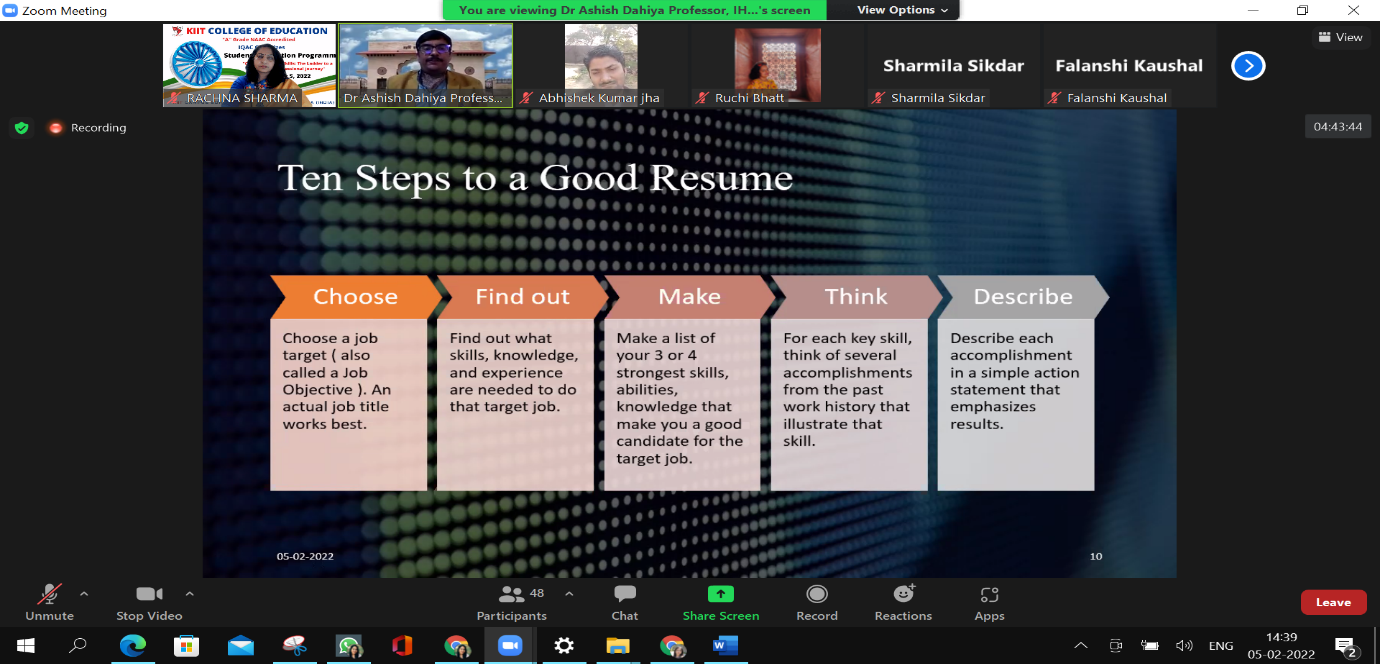 Zoom Meeting
You are viewing Dr Ashish Dahiya Professor, IH...'s screen
View Options
View
KIIT COLLEGE OF EDUCATION
"A" Grade NAAC Accredited
RACHNA SHARMA
Dr Ashish Dahiya Profess...
Abhishek Kumar jha
Ruchi Bhatt
Sharmila Sikdar
Sharmila Sikdar
Falanshi Kaushal
Falanshi Kaushal
Recording
04:43:44
Ten Steps to a Good Resume
Choose
Choose a job
target ( also
called a Job
Objective ). An
actual job title
works best.
Find out
Find out what
skills, knowledge,
and experience
are needed to do
that target job.
Make
Make a list of
your 3 or 4
strongest skills,
abilities,
knowledge that
make you a good
candidate for the
target job.
Think
For each key skill,
think of several
accomplishments
from the past
work history that
illustrate that
skill.
Describe
Describe each
accomplishment
in a simple action
statement that
emphasizes
results.
05-02-2022
10
Unmute
Stop Video
48
Participants
Chat
Share Screen
Record
Reactions
Apps
Leave
ENG
14:39
05-02-2022
2